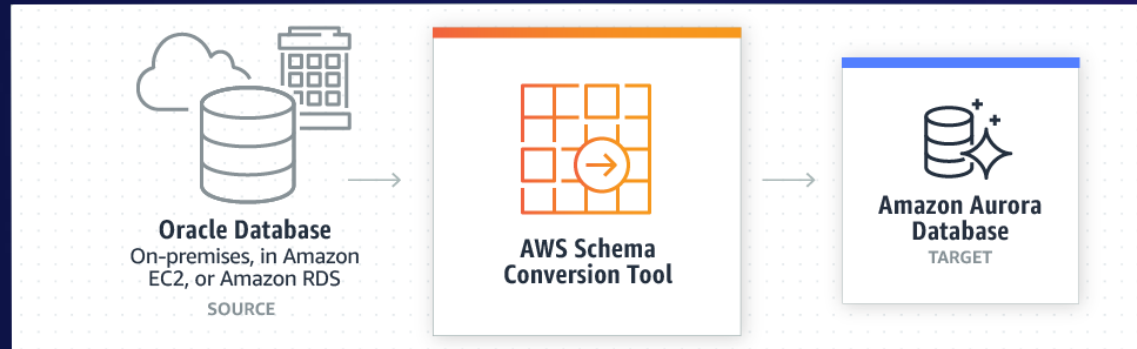 Oracle Database
On-premises, in Amazon
EC2, or Amazon RDS
SOURCE
AWS Schema
Conversion Tool
Amazon Aurora
Database
TARGET